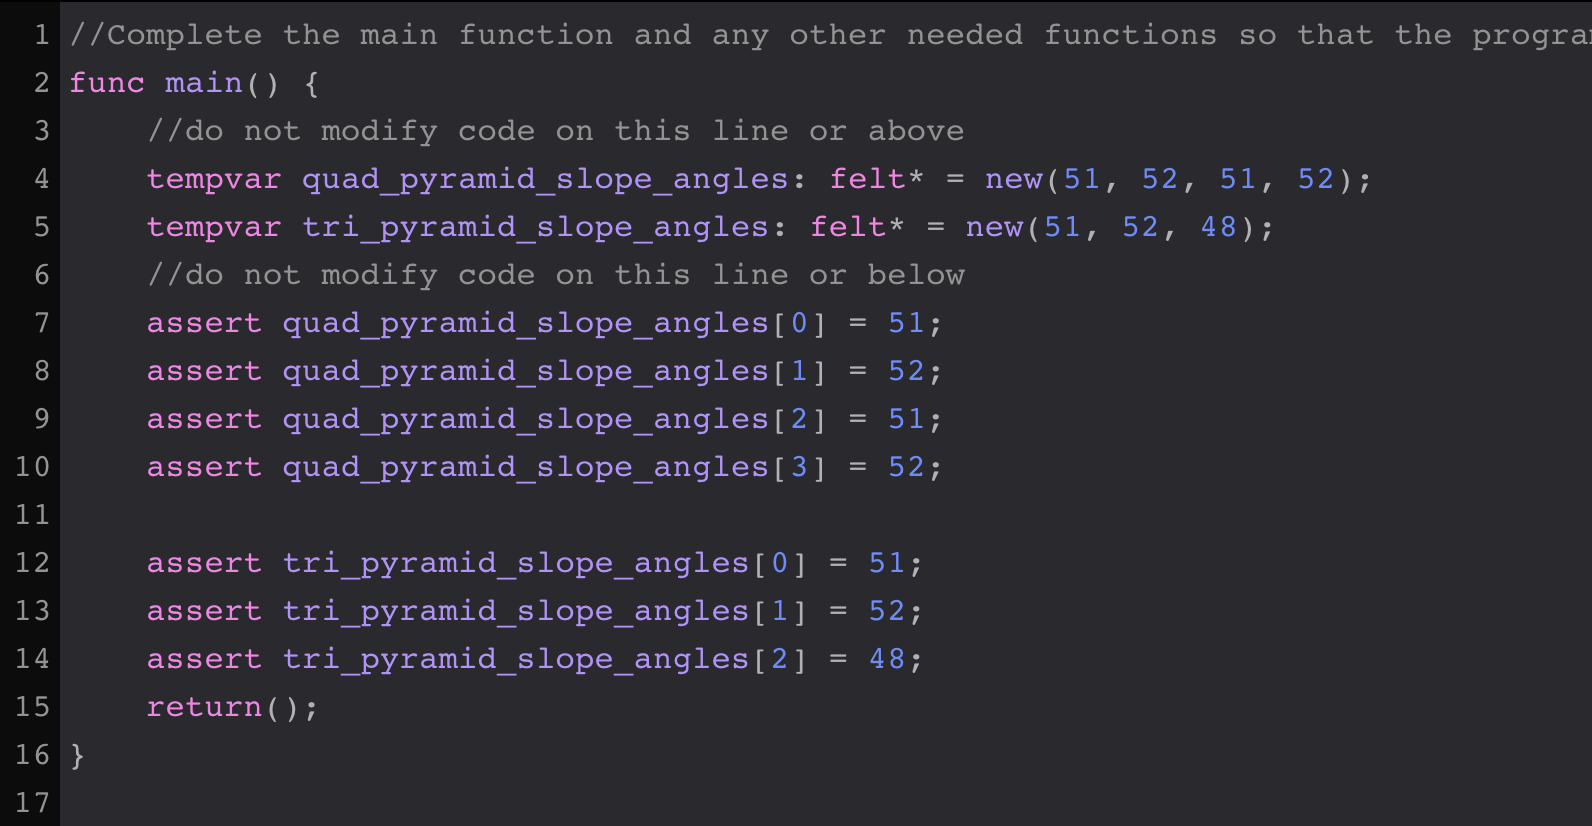 1 //Complete the main function and any other needed functions so that the
2 func main() {
3 //do not modify code on this line or above
4 tempvar quad_pyramid_slope_angles: felt* = new(51, 52, 51, 52);
5 tempvar tri_pyramid_slope_angles: felt* = new(51, 52, 48);
6 //do not modify code on this line or below
7 assert quad_pyramid_slope_angles[0] = 51;
8 assert quad_pyramid_slope_angles[1] = 52;
9 assert quad_pyramid_slope_angles[2] = 51;
10 assert quad_pyramid_slope_angles[3] = 52;
11
12 assert tri_pyramid_slope_angles[0] = 51;
13 assert tri_pyramid_slope_angles[1] = 52;
14 assert tri_pyramid_slope_angles[2] = 48;
15 return();
16 }
17